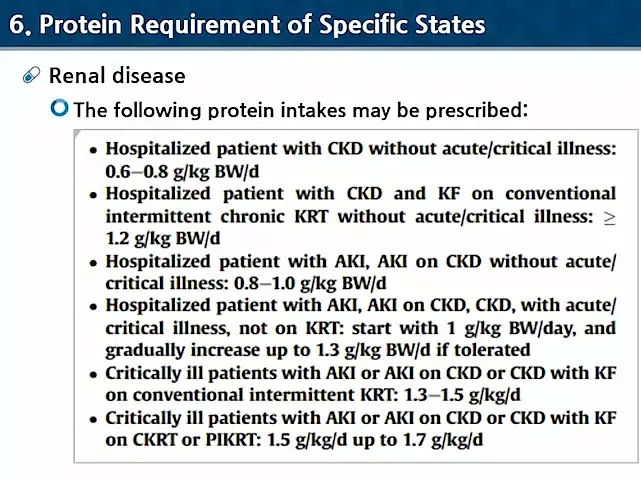 6. Protein Requirement of Specific States
Renal disease
The following protein intakes may be prescribed:
• Hospitalized patient with CKD without acute/critical illness:
0.6–0.8 g/kg BW/d
• Hospitalized patient with CKD and KF on conventional
intermittent chronic KRT without acute/critical illness: ≥
1.2 g/kg BW/d
• Hospitalized patient with AKI, AKI on CKD without acute/
critical illness: 0.8–1.0 g/kg BW/d
• Hospitalized patient with AKI, AKI on CKD, CKD, with acute/
critical illness, not on KRT: start with 1 g/kg BW/day, and
gradually increase up to 1.3 g/kg BW/d if tolerated
• Critically ill patients with AKI or AKI on CKD or CKD with KF
on conventional intermittent KRT: 1.3–1.5 g/kg/d
• Critically ill patients with AKI or AKI on CKD or CKD with KF
on CKRT or PIKRT: 1.5 g/kg/d up to 1.7 g/kg/d